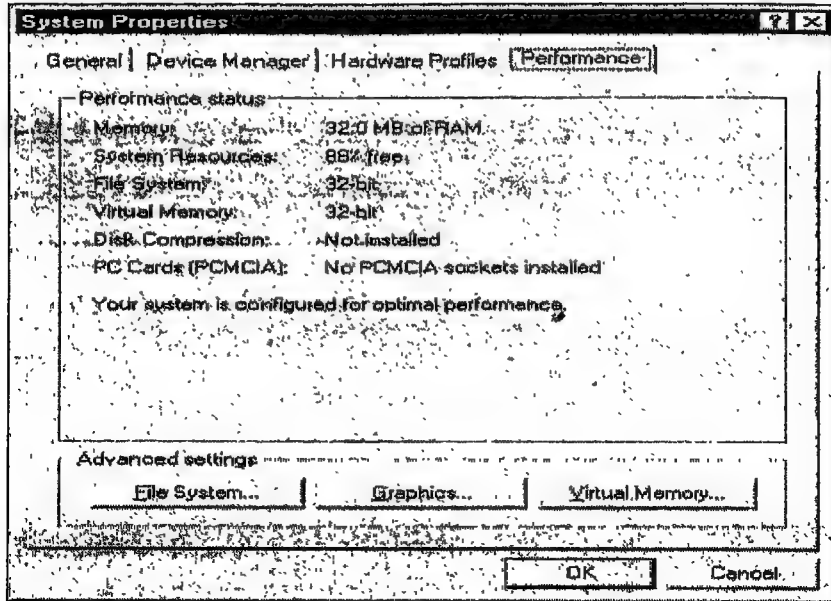 System Properties
General Device Manager Hardware Profiles Performance
Performance status
Memory: 32.0 MB of RAM
System Resources: 88% free
File System: 32-bit
Virtual Memory: 32-bit
Disk Compression: Not installed
PC Cards (PCMCIA): No PCMCIA sockets installed
Your system is configured for optimal performance.
Advanced settings
File System... Graphics... Virtual Memory...
OK Cancel